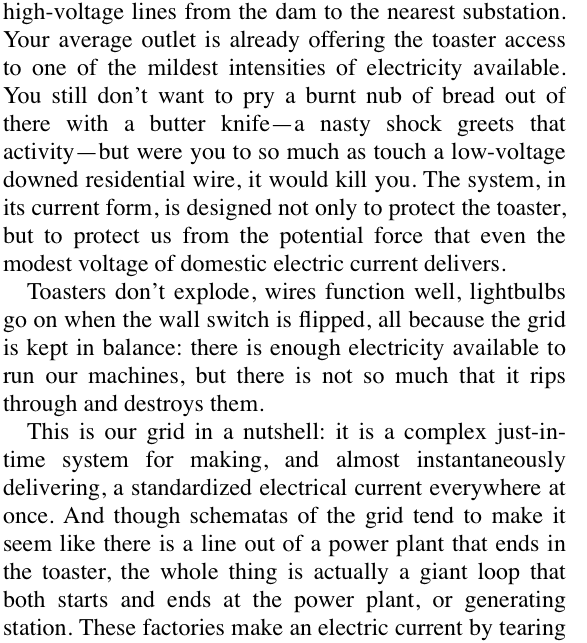 high-voltage lines from the dam to the nearest substation.
Your average outlet is already offering the toaster access
to one of the mildest intensities of electricity available.
You still don’t want to pry a burnt nub of bread out of
there with a butter knife—a nasty shock greets that
activity—but were you to so much as touch a low-voltage
downed residential wire, it would kill you. The system, in
its current form, is designed not only to protect the toaster,
but to protect us from the potential force that even the
modest voltage of domestic electric current delivers.
Toasters don’t explode, wires function well, lightbulbs
go on when the wall switch is flipped, all because the grid
is kept in balance: there is enough electricity available to
run our machines, but there is not so much that it rips
through and destroys them.
This is our grid in a nutshell: it is a complex just-in-
time system for making, and almost instantaneously
delivering, a standardized electrical current everywhere at
once. And though schematas of the grid tend to make it
seem like there is a line out of a power plant that ends in
the toaster, the whole thing is actually a giant loop that
both starts and ends at the power plant, or generating
station. These factories make an electric current by tearing